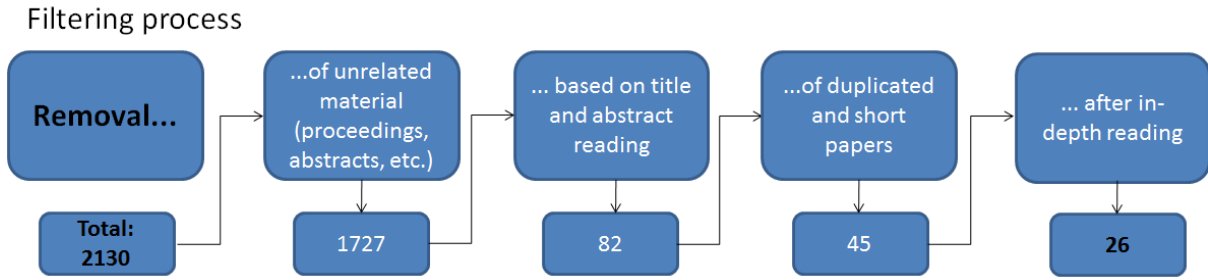 Filtering process
Removal...
...of unrelated
material
(proceedings,
abstracts, etc.)
... based on title
and abstract
reading
...of duplicated
and short
papers
... after in-
depth reading
Total:
2130
1727
82
45
26